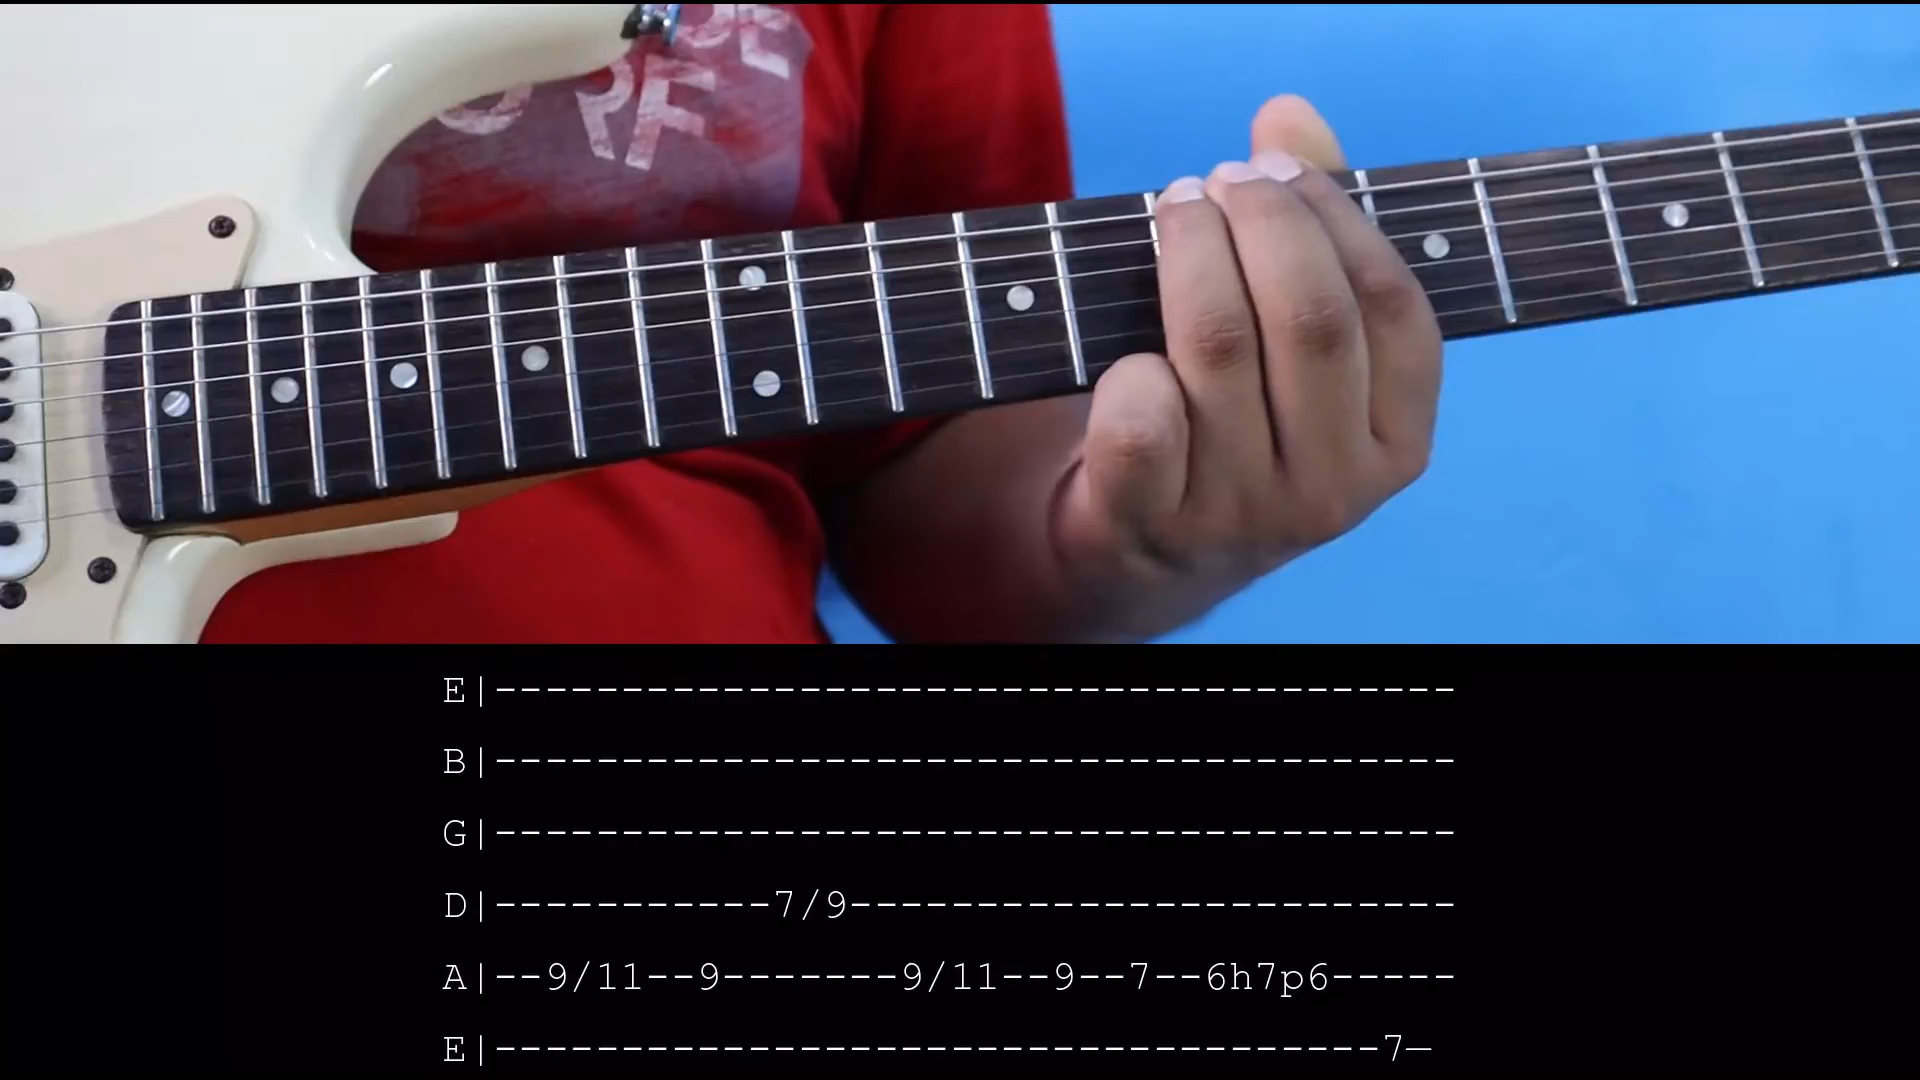 E|--------------------------------------
B|--------------------------------------
G|--------------------------------------
D|-----------7/9------------------------
A|--9/11--9-------9/11--9--7--6h7p6-----
E|-----------------------------------7—